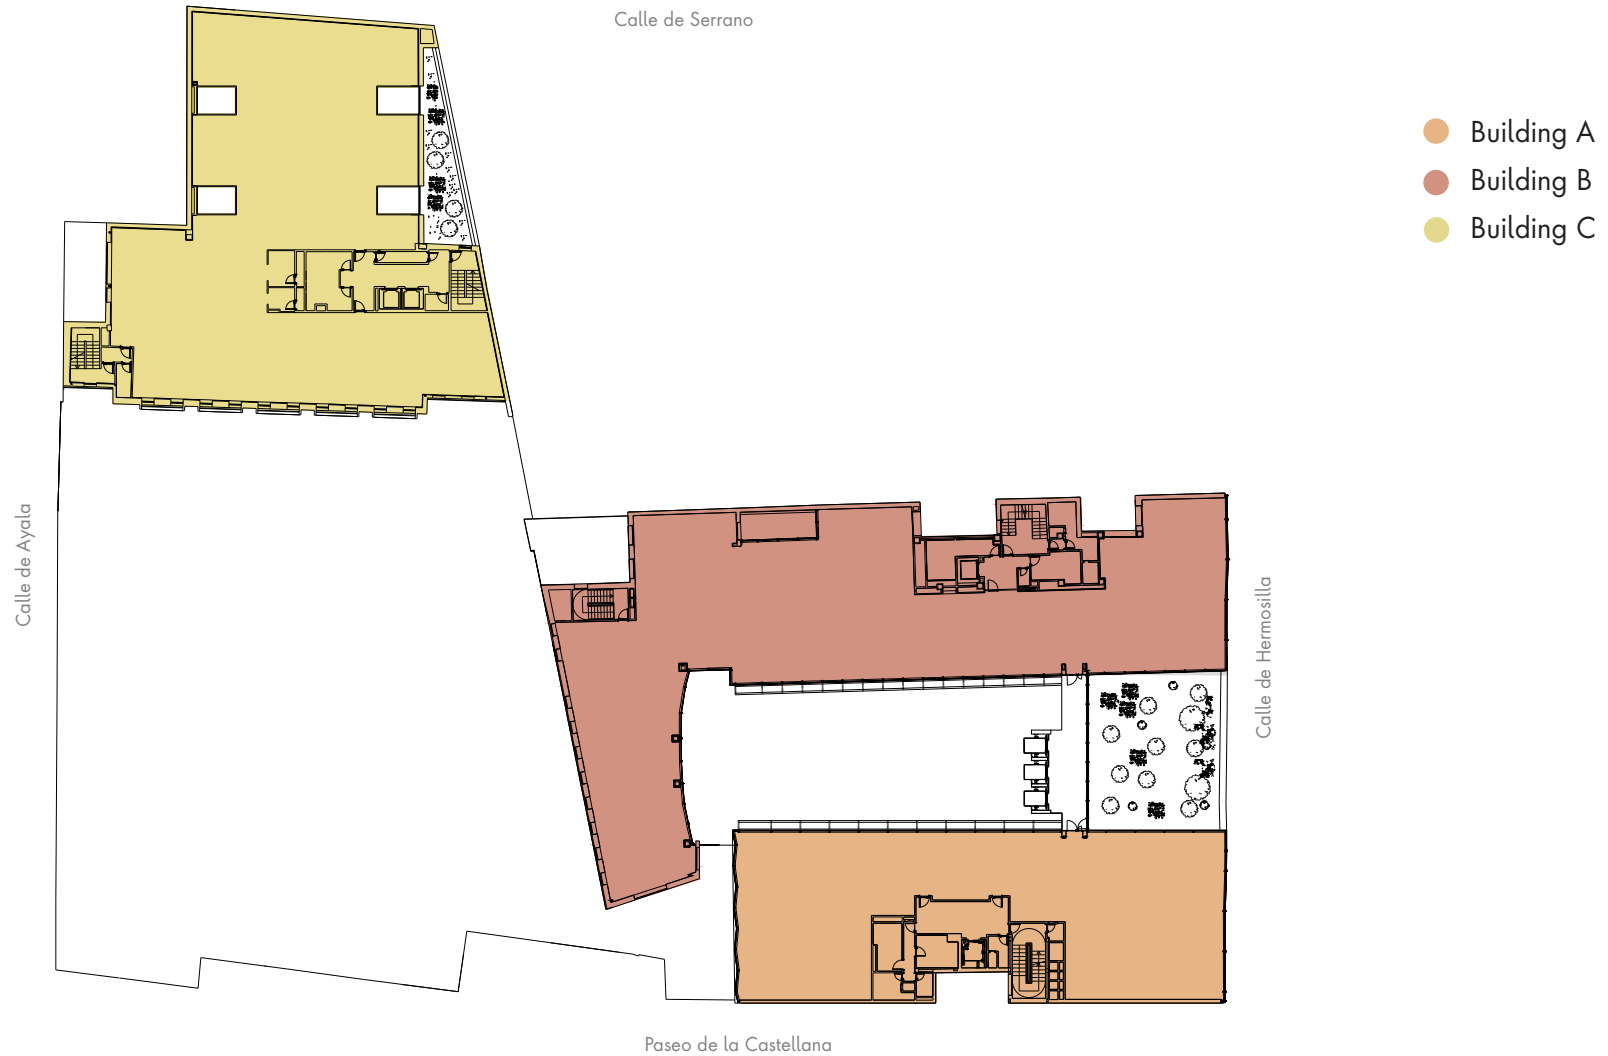 Calle de Serrano
Building A
Building B
Building C
Calle de Ayala
Calle de Hermosilla
Paseo de la Castellana